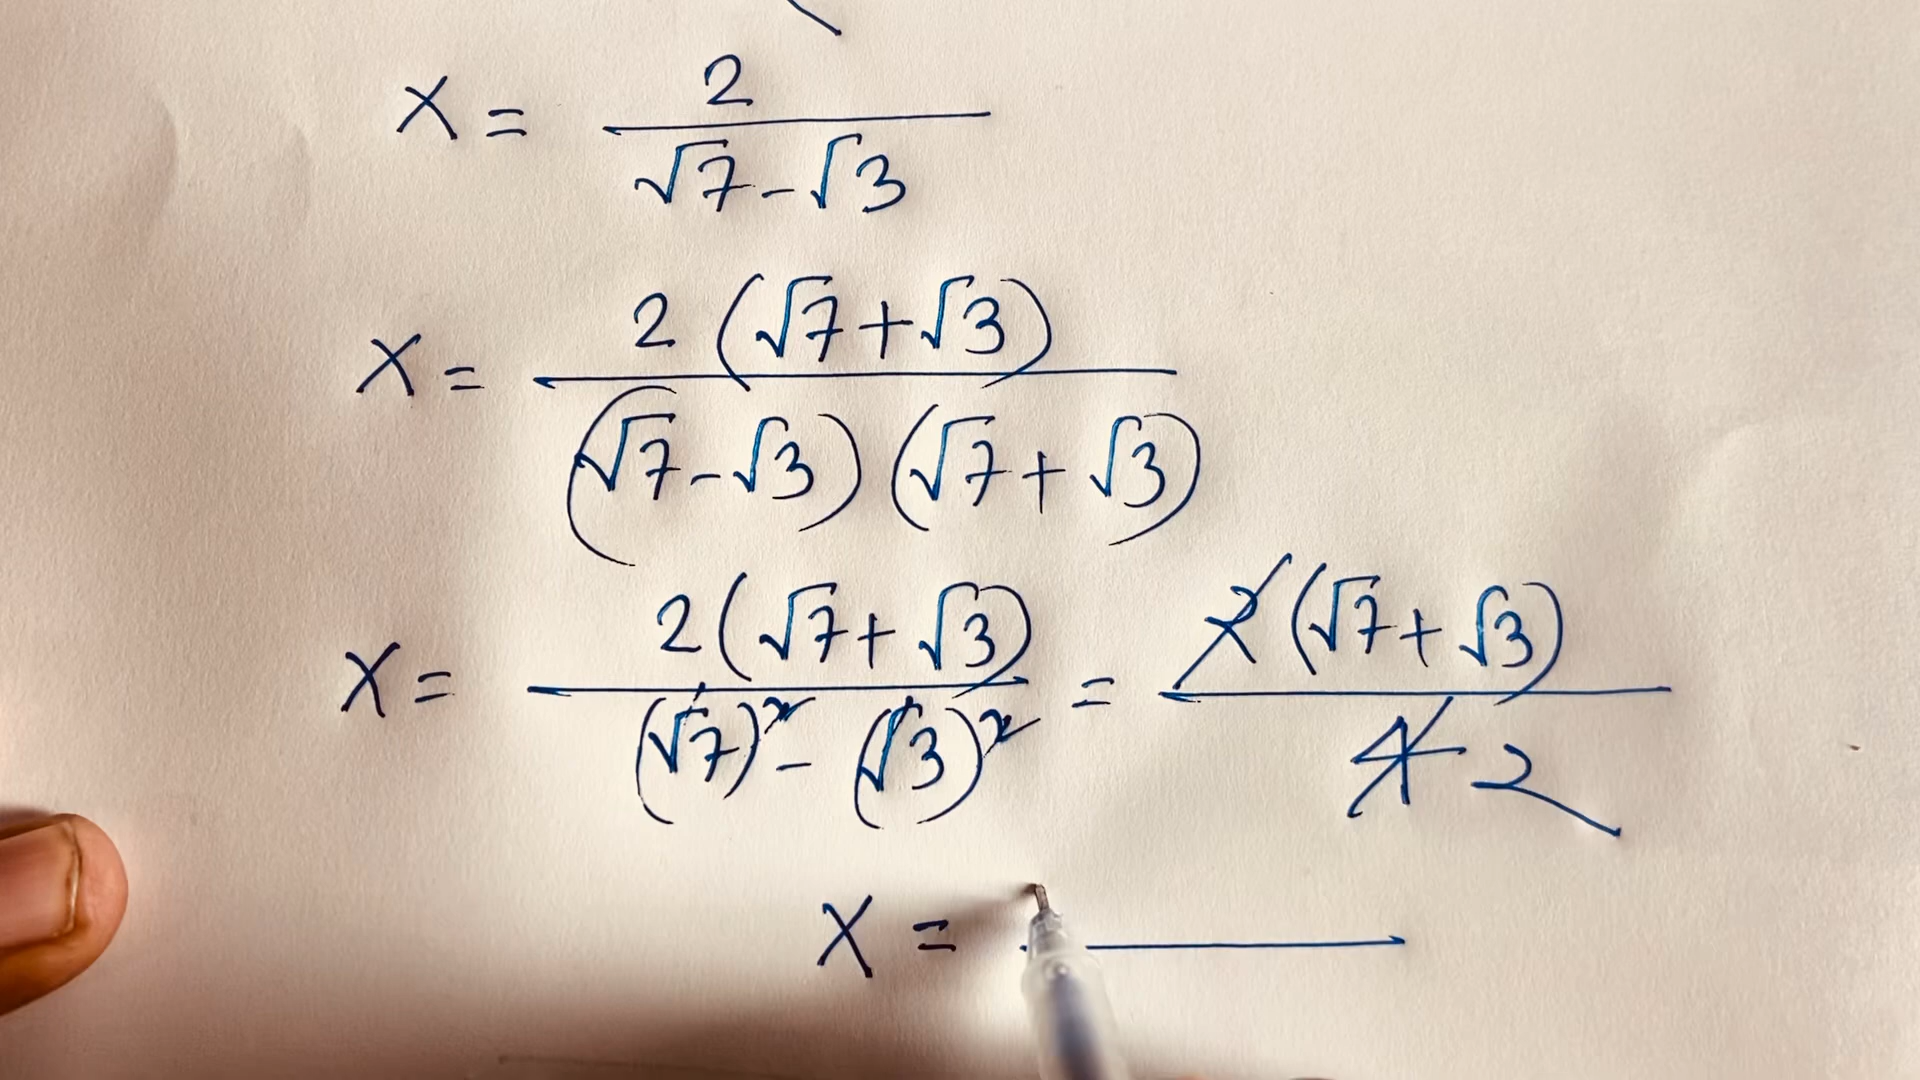 X = 2 / √7 - √3
X = 2 (√7 + √3) / (√7 - √3) (√7 + √3)
X = 2 (√7 + √3) / (√7)² - (√3)² = 2 (√7 + √3) / 4 2
X =